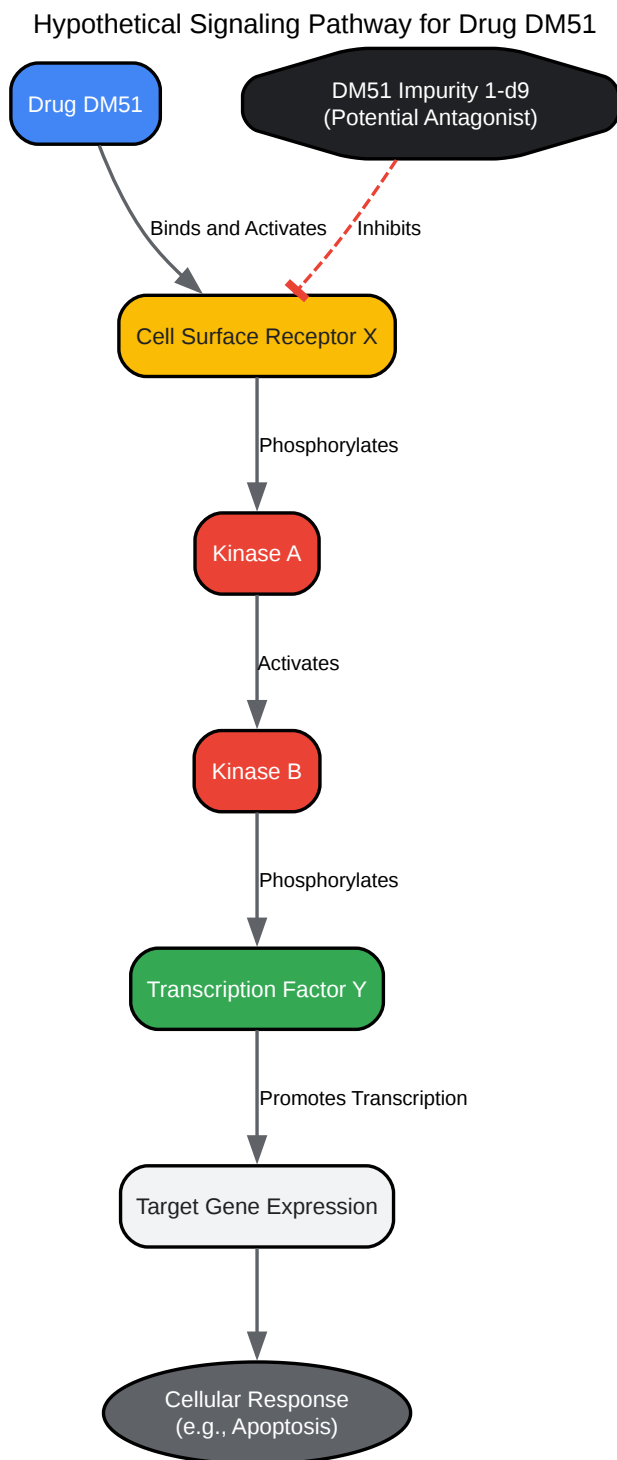 Hypothetical Signaling Pathway for Drug DM51
Drug DM51
DM51 Impurity 1-d9
(Potential Antagonist)
Binds and Activates
Inhibits
Cell Surface Receptor X
Phosphorylates
Kinase A
Activates
Kinase B
Phosphorylates
Transcription Factor Y
Promotes Transcription
Target Gene Expression
Cellular Response
(e.g., Apoptosis)